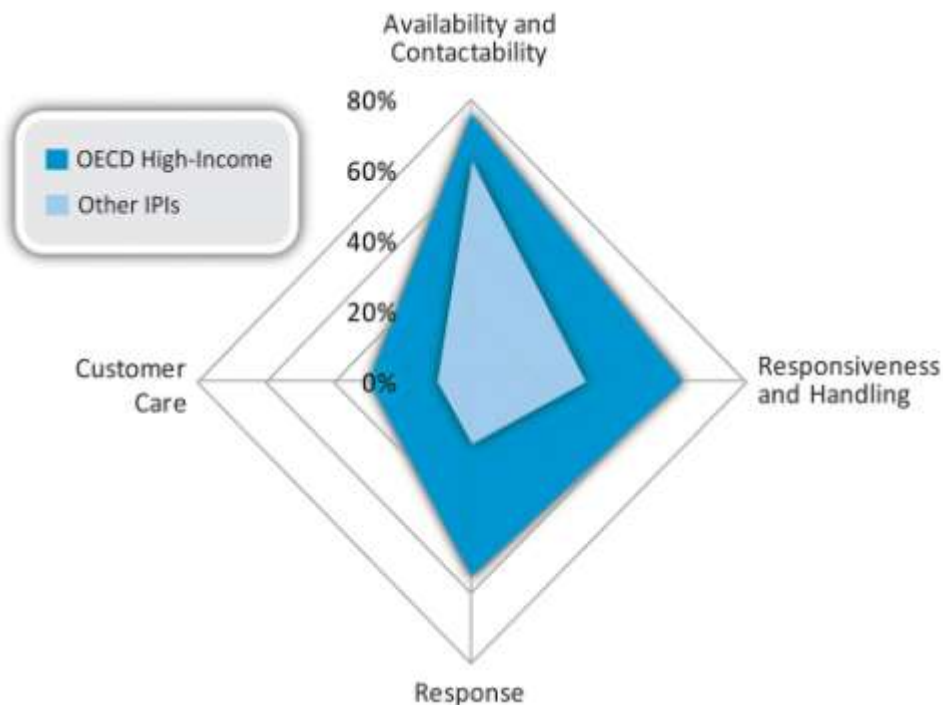 Availability and
Contactability
80%
OECD High-Income
60%
Other IPIs
40%
20%
Customer
Care
0%
Responsiveness
and Handling
Response